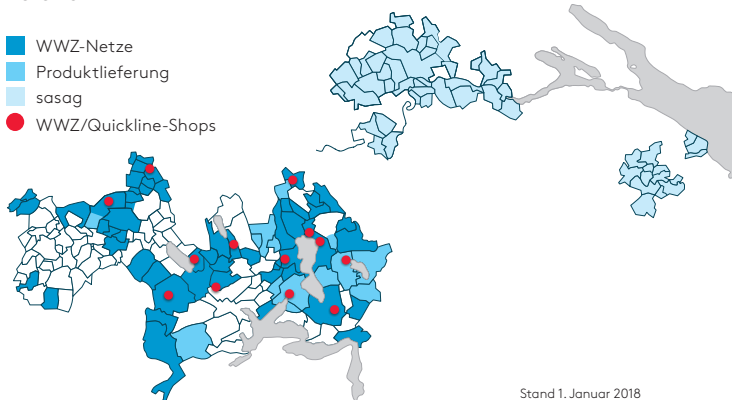 WWZ-Netze
Produktlieferung
sasag
WWZ/Quickline-Shops
Stand 1. Januar 2018